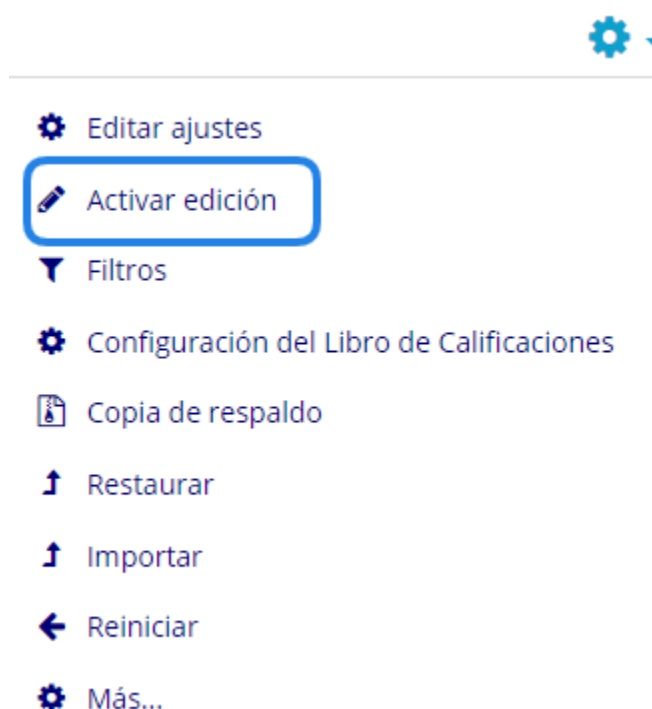 Editar ajustes
Activar edición
Filtros
Configuración del Libro de Calificaciones
Copia de respaldo
Restaurar
Importar
Reiniciar
Más...